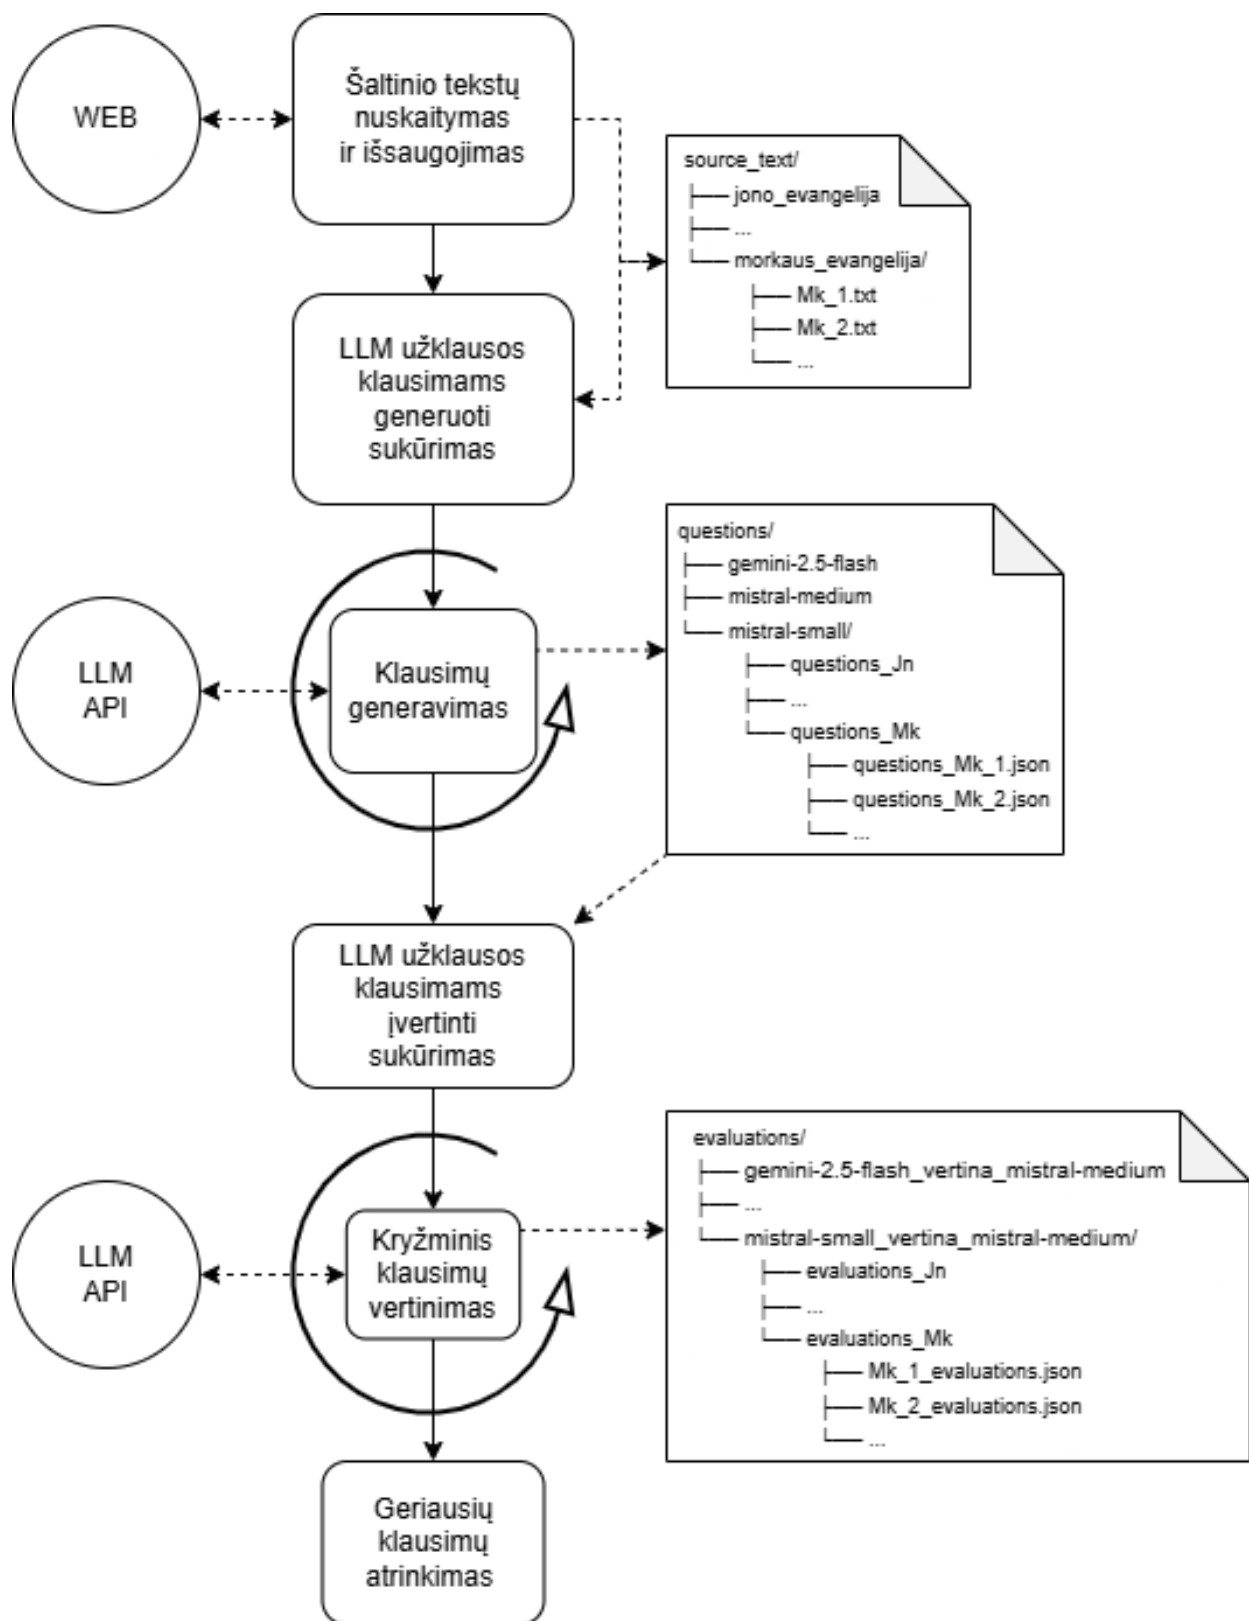 WEB
Šaltinio tekstų
nuskaitymas
ir išsaugojimas
source_text/
├── jono_evangelija
├── ...
└── morkaus_evangelija/
├── Mk_1.txt
├── Mk_2.txt
└── ...
LLM užklausos
klausimams
generuoti
sukūrimas
questions/
├── gemini-2.5-flash
├── mistral-medium
└── mistral-small/
├── questions_Jn
├── ...
└── questions_Mk
├── questions_Mk_1.json
├── questions_Mk_2.json
└── ...
LLM
API
Klausimų
generavimas
LLM užklausos
klausimams
įvertinti
sukūrimas
evaluations/
├── gemini-2.5-flash_vertina_mistral-medium
├── ...
└── mistral-small_vertina_mistral-medium/
├── evaluations_Jn
├── ...
└── evaluations_Mk
├── Mk_1_evaluations.json
├── Mk_2_evaluations.json
└── ...
LLM
API
Kryžminis
klausimų
vertinimas
Geriausių
klausimų
atrinkimas